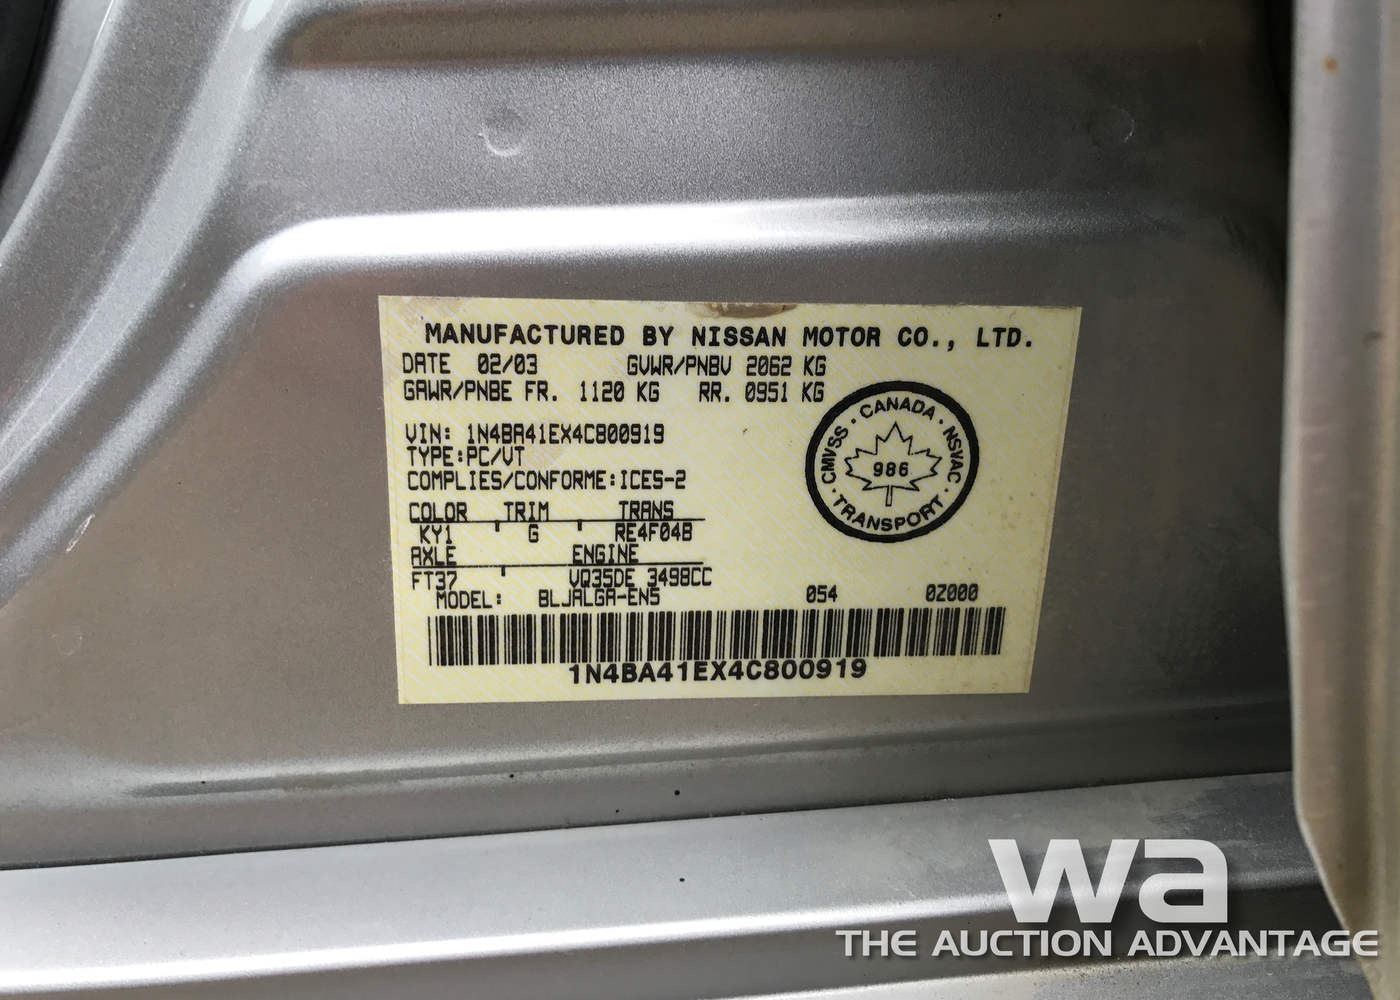 MANUFACTURED BY NISSAN MOTOR CO., LTD.
DATE 02/03 GVWR/PNBV 2062 KG
GAWR/PNBE FR. 1120 KG RR. 0951 KG
VIN: 1N4BA41EX4C800919
TYPE:PC/VT
COMPLIES/CONFORME:ICES-2
COLOR TRIM TRANS
KY1 G RE4F04B
AXLE ENGINE
FT37 VQ35DE 3498CC
MODEL: BLJALGA-EN5 054 02000
CMVSS · CANADA · NSVAC · TRANSPORT ·
986
1N4BA41EX4C800919
wa
THE AUCTION ADVANTAGE